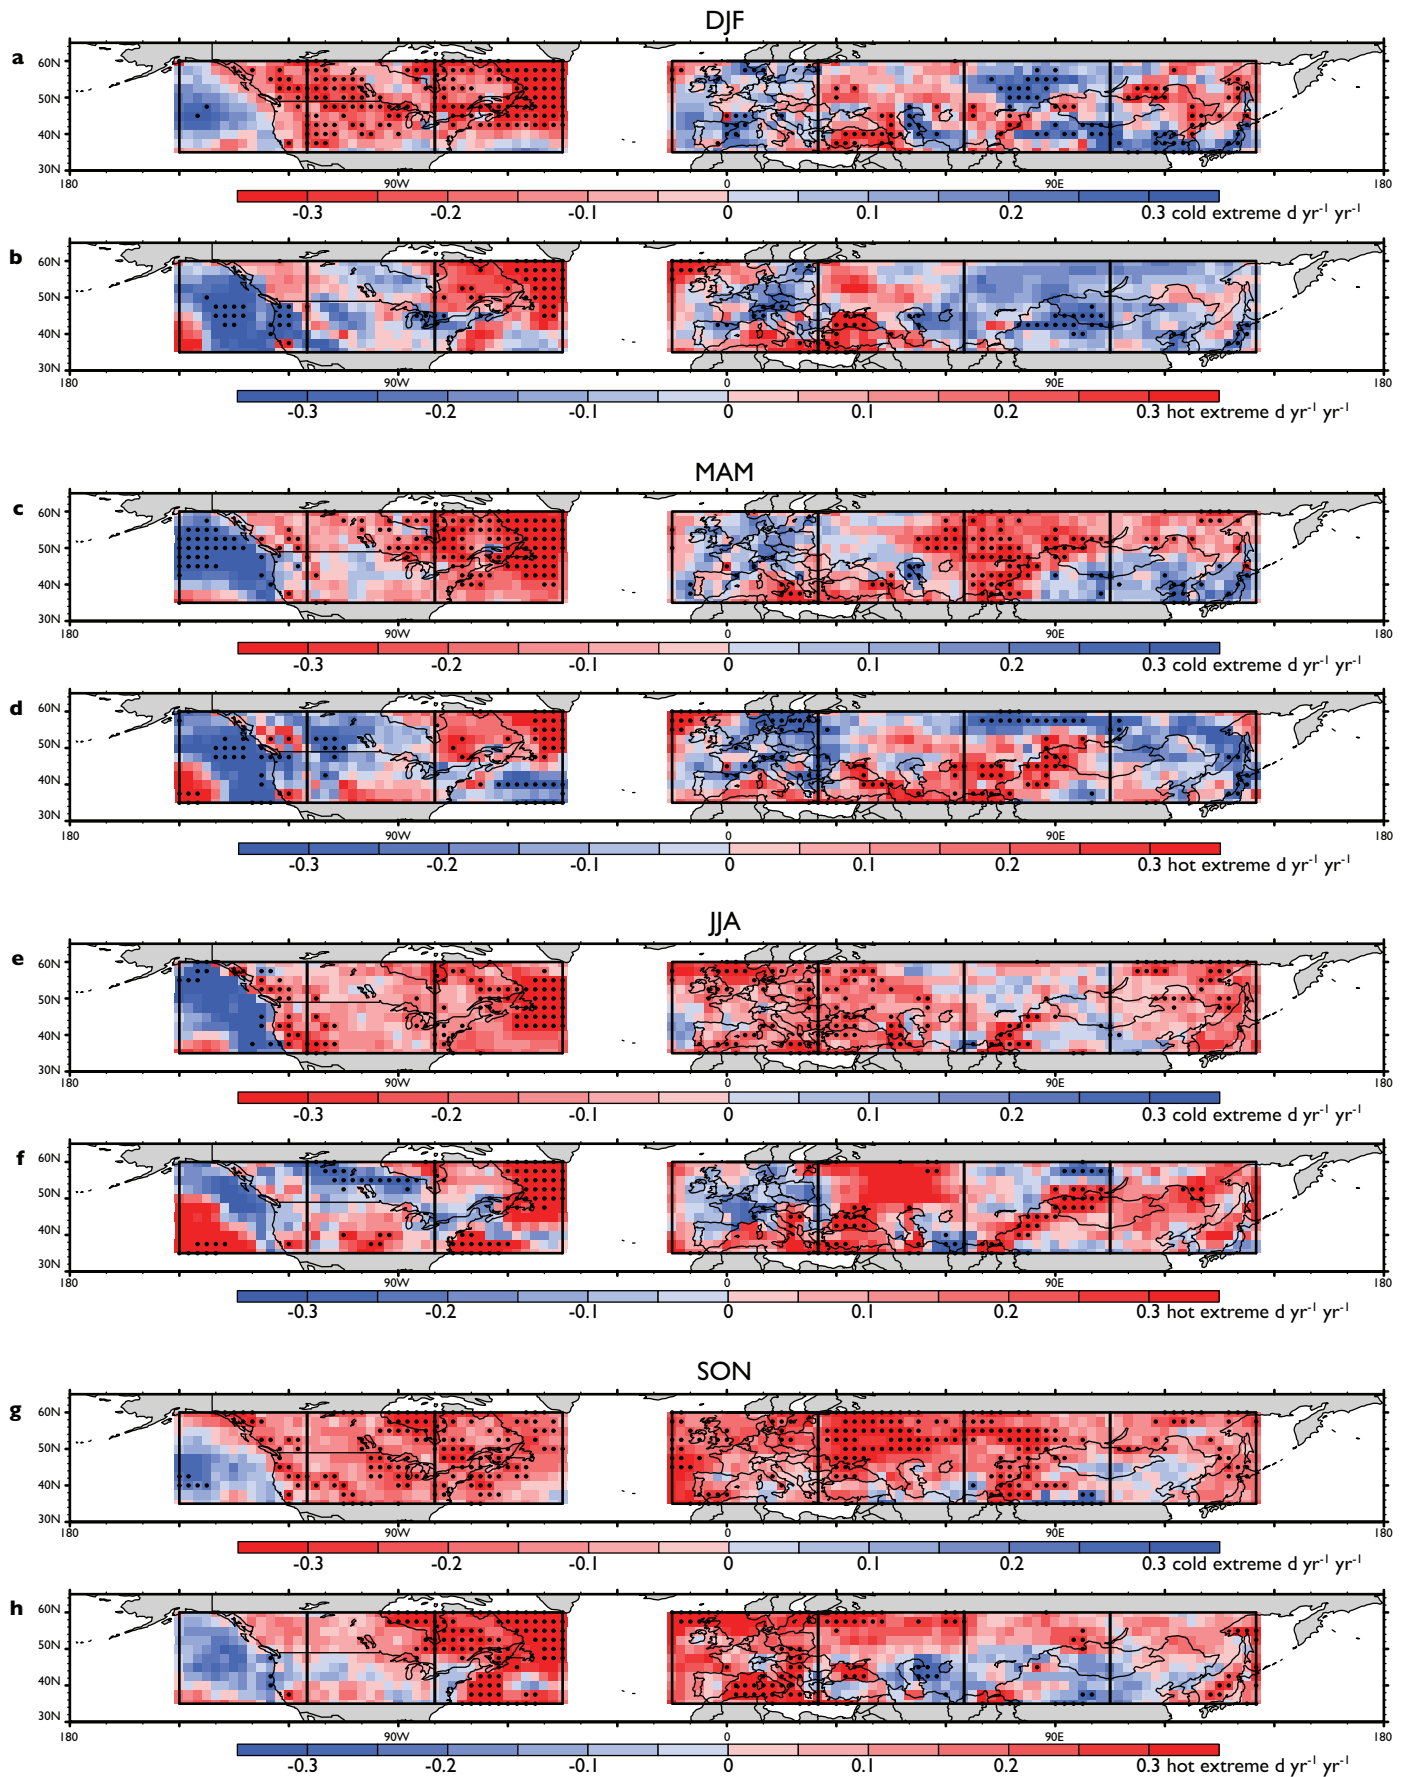 DJF
a
60N
50N
40N
30N
180 90W 0 90E 180
-0.3 -0.2 -0.1 0 0.1 0.2 0.3 cold extreme d yr-1 yr-1
b
60N
50N
40N
30N
180 90W 0 90E 180
-0.3 -0.2 -0.1 0 0.1 0.2 0.3 hot extreme d yr-1 yr-1
MAM
c
60N
50N
40N
30N
180 90W 0 90E 180
-0.3 -0.2 -0.1 0 0.1 0.2 0.3 cold extreme d yr-1 yr-1
d
60N
50N
40N
30N
180 90W 0 90E 180
-0.3 -0.2 -0.1 0 0.1 0.2 0.3 hot extreme d yr-1 yr-1
JJA
e
60N
50N
40N
30N
180 90W 0 90E 180
-0.3 -0.2 -0.1 0 0.1 0.2 0.3 cold extreme d yr-1 yr-1
f
60N
50N
40N
30N
180 90W 0 90E 180
-0.3 -0.2 -0.1 0 0.1 0.2 0.3 hot extreme d yr-1 yr-1
SON
g
60N
50N
40N
30N
180 90W 0 90E 180
-0.3 -0.2 -0.1 0 0.1 0.2 0.3 cold extreme d yr-1 yr-1
h
60N
50N
40N
30N
180 90W 0 90E 180
-0.3 -0.2 -0.1 0 0.1 0.2 0.3 hot extreme d yr-1 yr-1